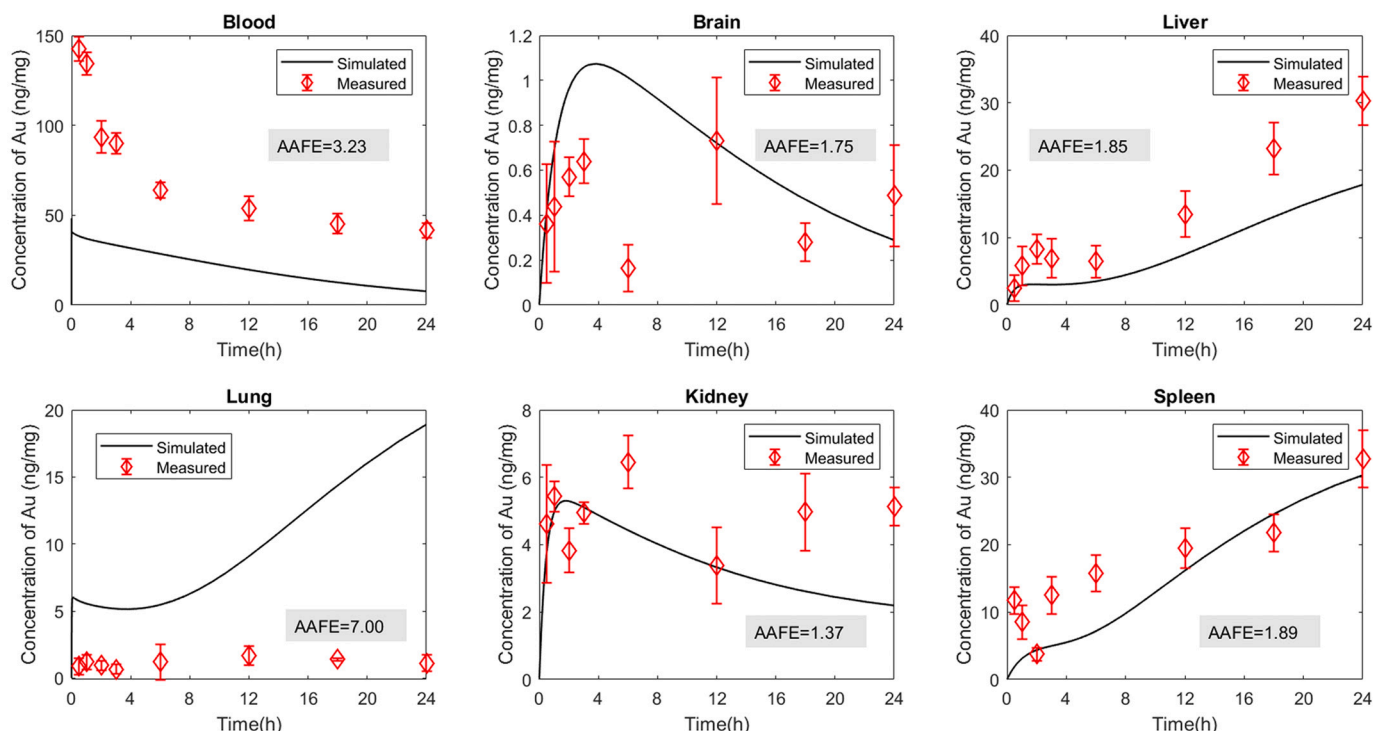 Blood
150
100
50
0
0 4 8 12 16 20 24
Concentration of Au (ng/mg)
Time(h)
Simulated
Measured
AAFE=3.23
Brain
1.2
1
0.8
0.6
0.4
0.2
0
0 4 8 12 16 20 24
Concentration of Au (ng/mg)
Time(h)
Simulated
Measured
AAFE=1.75
Liver
40
30
20
10
0
0 4 8 12 16 20 24
Concentration of Au (ng/mg)
Time(h)
Simulated
Measured
AAFE=1.85
Lung
20
15
10
5
0
0 4 8 12 16 20 24
Concentration of Au (ng/mg)
Time(h)
Simulated
Measured
AAFE=7.00
Kidney
8
6
4
2
0
0 4 8 12 16 20 24
Concentration of Au (ng/mg)
Time(h)
Simulated
Measured
AAFE=1.37
Spleen
40
30
20
10
0
0 4 8 12 16 20 24
Concentration of Au (ng/mg)
Time(h)
Simulated
Measured
AAFE=1.89